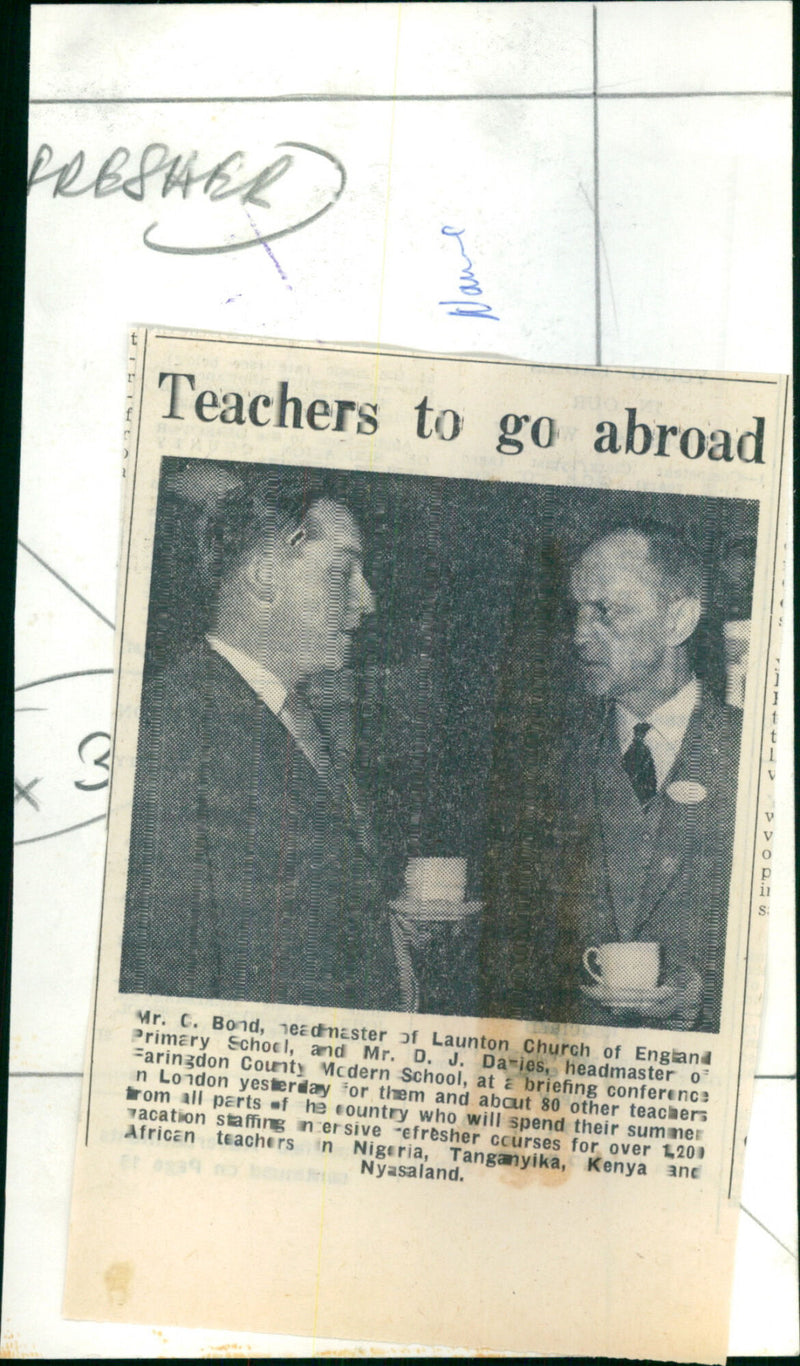 FRESHER
Teachers to go abroad
Mr. C. Bond, headmaster of Launton Church of England
Primary School, and Mr. D. J. Davies, headmaster of
Faringdon County Modern School, at a briefing conference
in London yesterday for them and about 80 other teachers
from all parts of the country who will spend their summer
vacation staffing intensive refresher courses for over 1,200
African teachers in Nigeria, Tanganyika, Kenya and
Nyasaland.
3
x